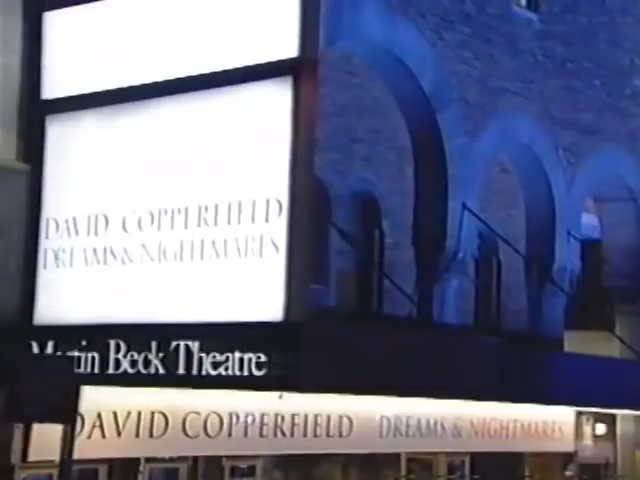 DAVID COPPERFIELD
DREAMS & NIGHTMARES
Martin Beck Theatre
DAVID COPPERFIELD DREAMS & NIGHTMARES